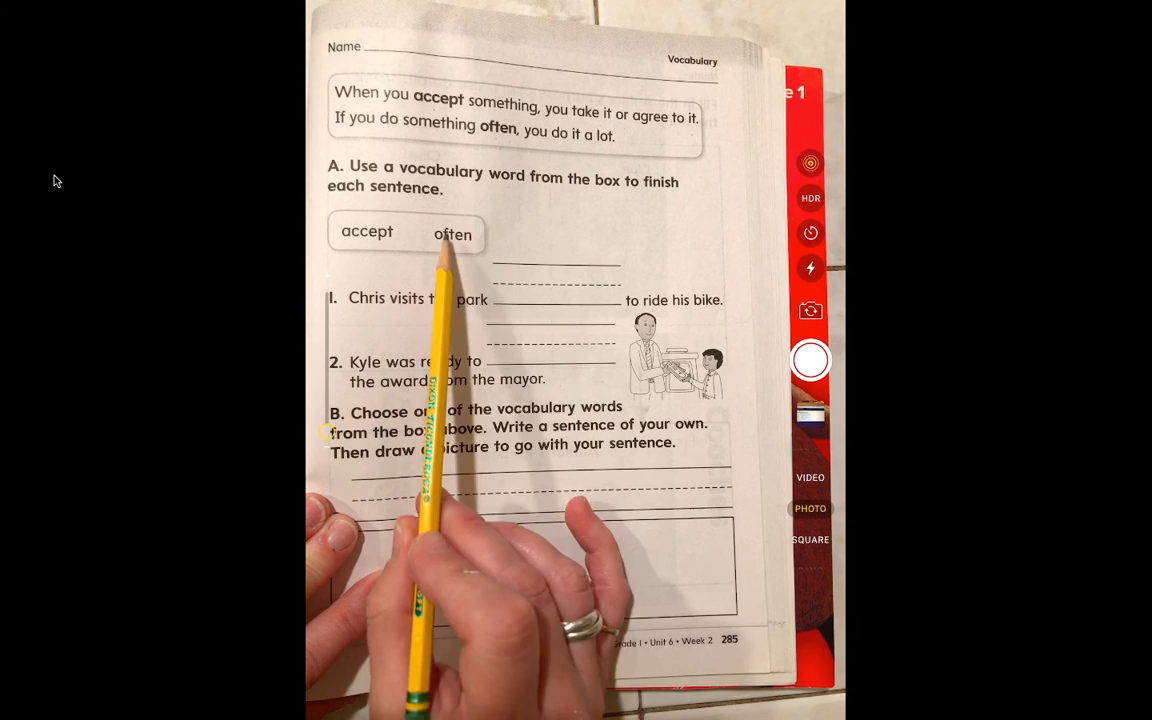 Name
Vocabulary
When you accept something, you take it or agree to it.
If you do something often, you do it a lot.
A. Use a vocabulary word from the box to finish
each sentence.
accept often
1. Chris visits t park to ride his bike.
2. Kyle was re dy to
the award om the mayor.
B. Choose o of the vocabulary words
from the bo above. Write a sentence of your own.
Then draw picture to go with your sentence.
Grade 1 • Unit 6 • Week 2 285
e 1
HDR
VIDEO
PHOTO
SQUARE